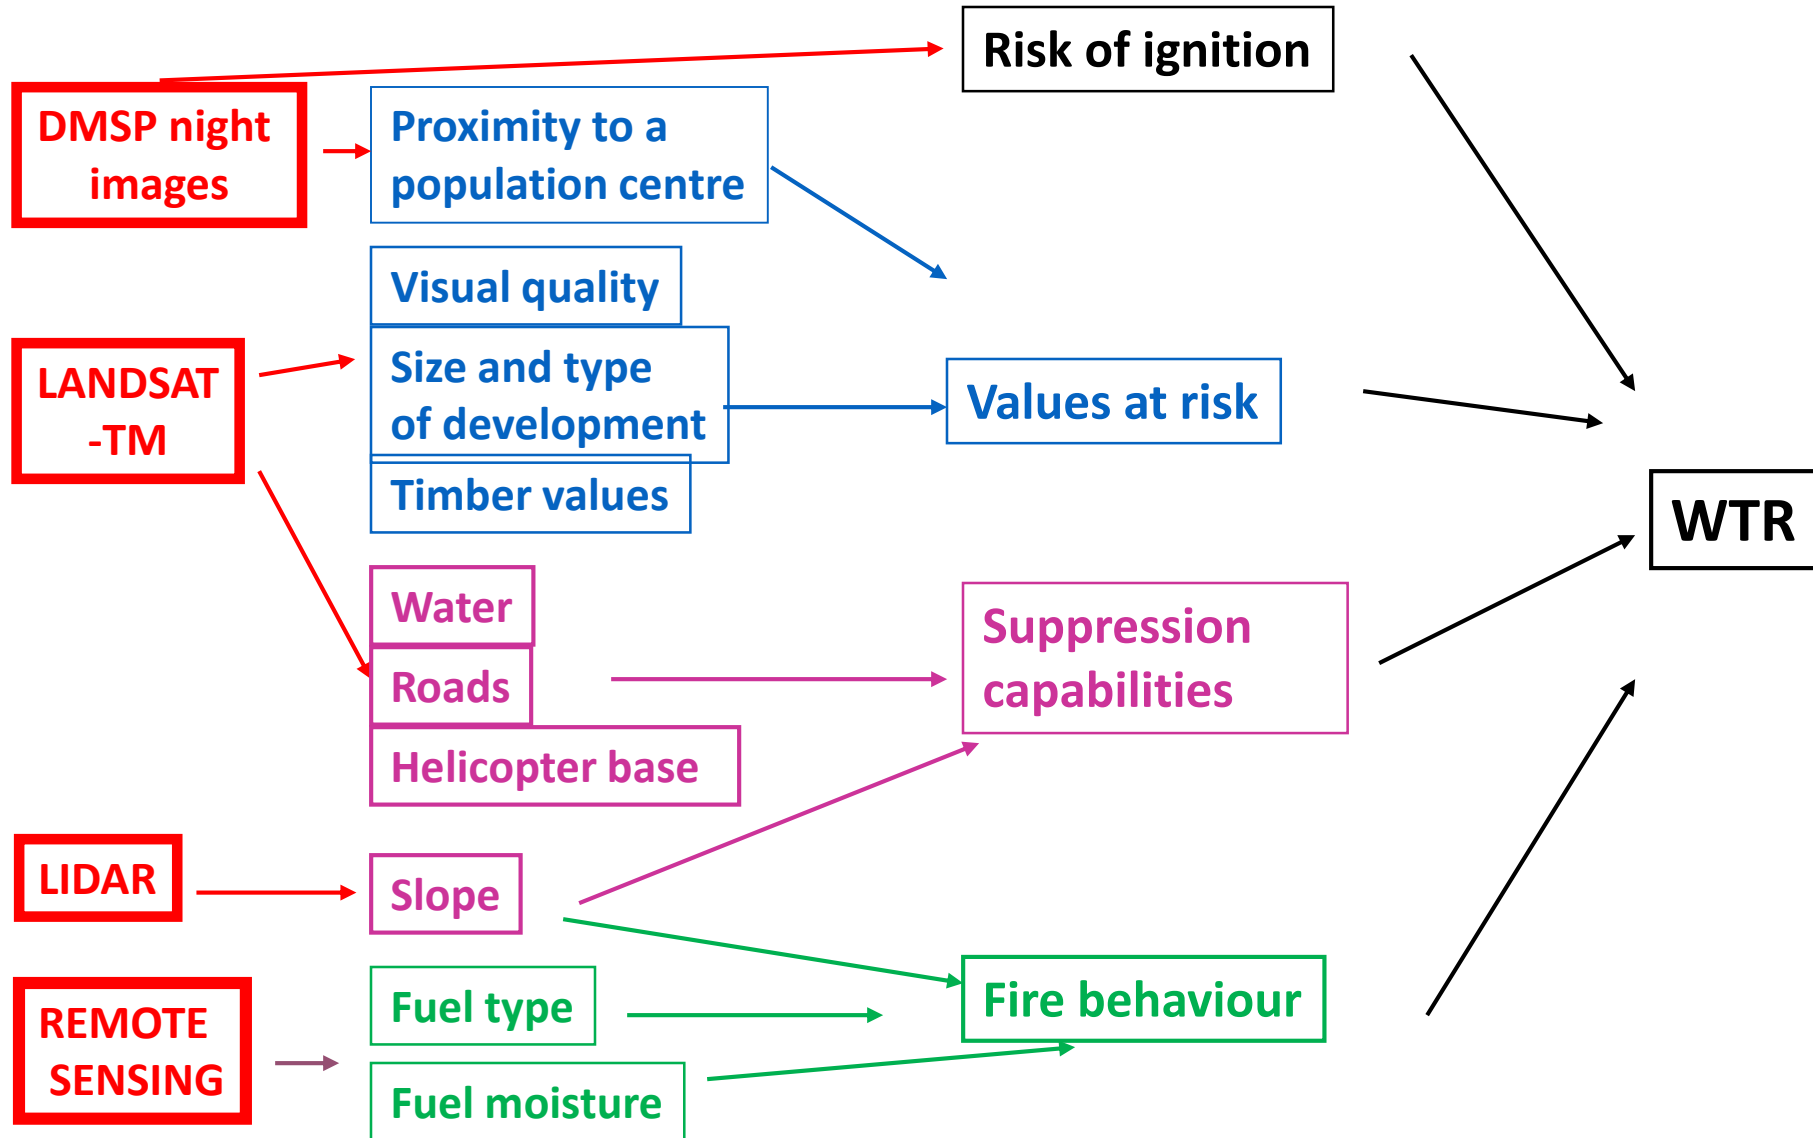 Risk of ignition
DMSP night
images
Proximity to a
population centre
Visual quality
LANDSAT
-TM
Size and type
of development
Values at risk
Timber values
WTR
Water
Roads
Helicopter base
Suppression
capabilities
LIDAR
Slope
REMOTE
SENSING
Fuel type
Fire behaviour
Fuel moisture